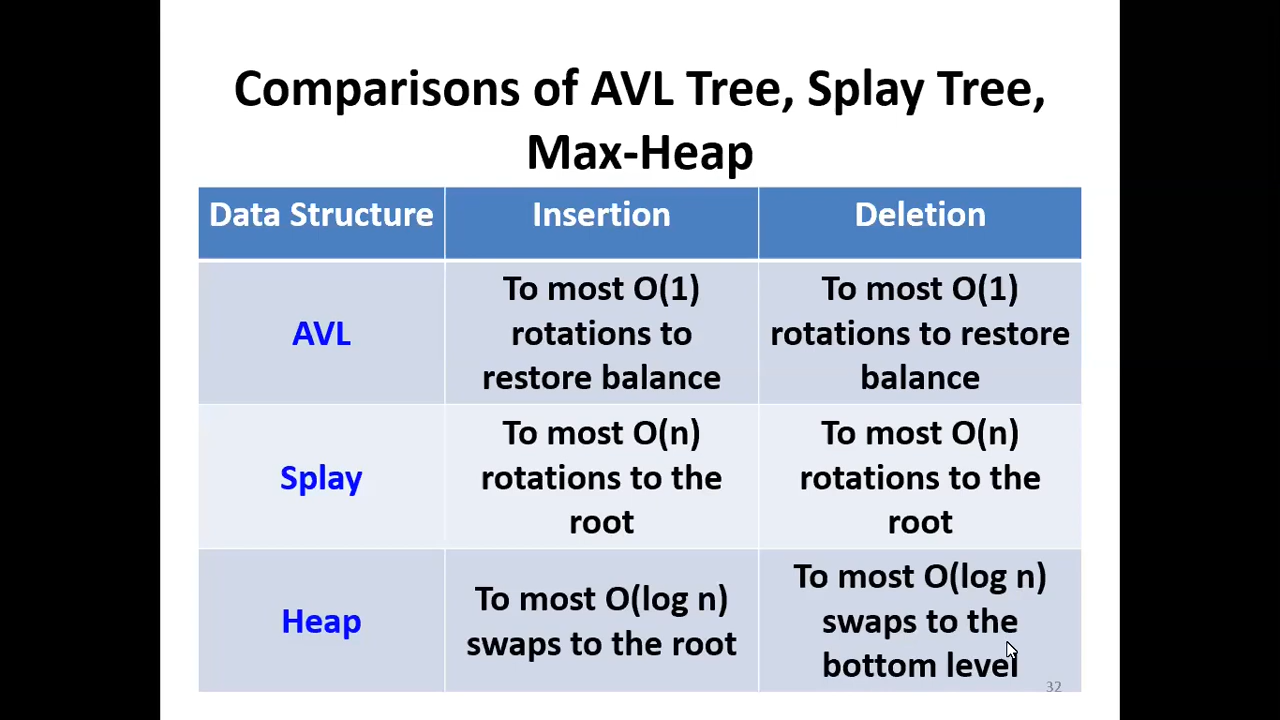 Comparisons of AVL Tree, Splay Tree,
Max-Heap
Data Structure
Insertion
Deletion
AVL
To most O(1)
rotations to
restore balance
To most O(1)
rotations to restore
balance
Splay
To most O(n)
rotations to the
root
To most O(n)
rotations to the
root
Heap
To most O(log n)
swaps to the root
To most O(log n)
swaps to the
bottom level
32